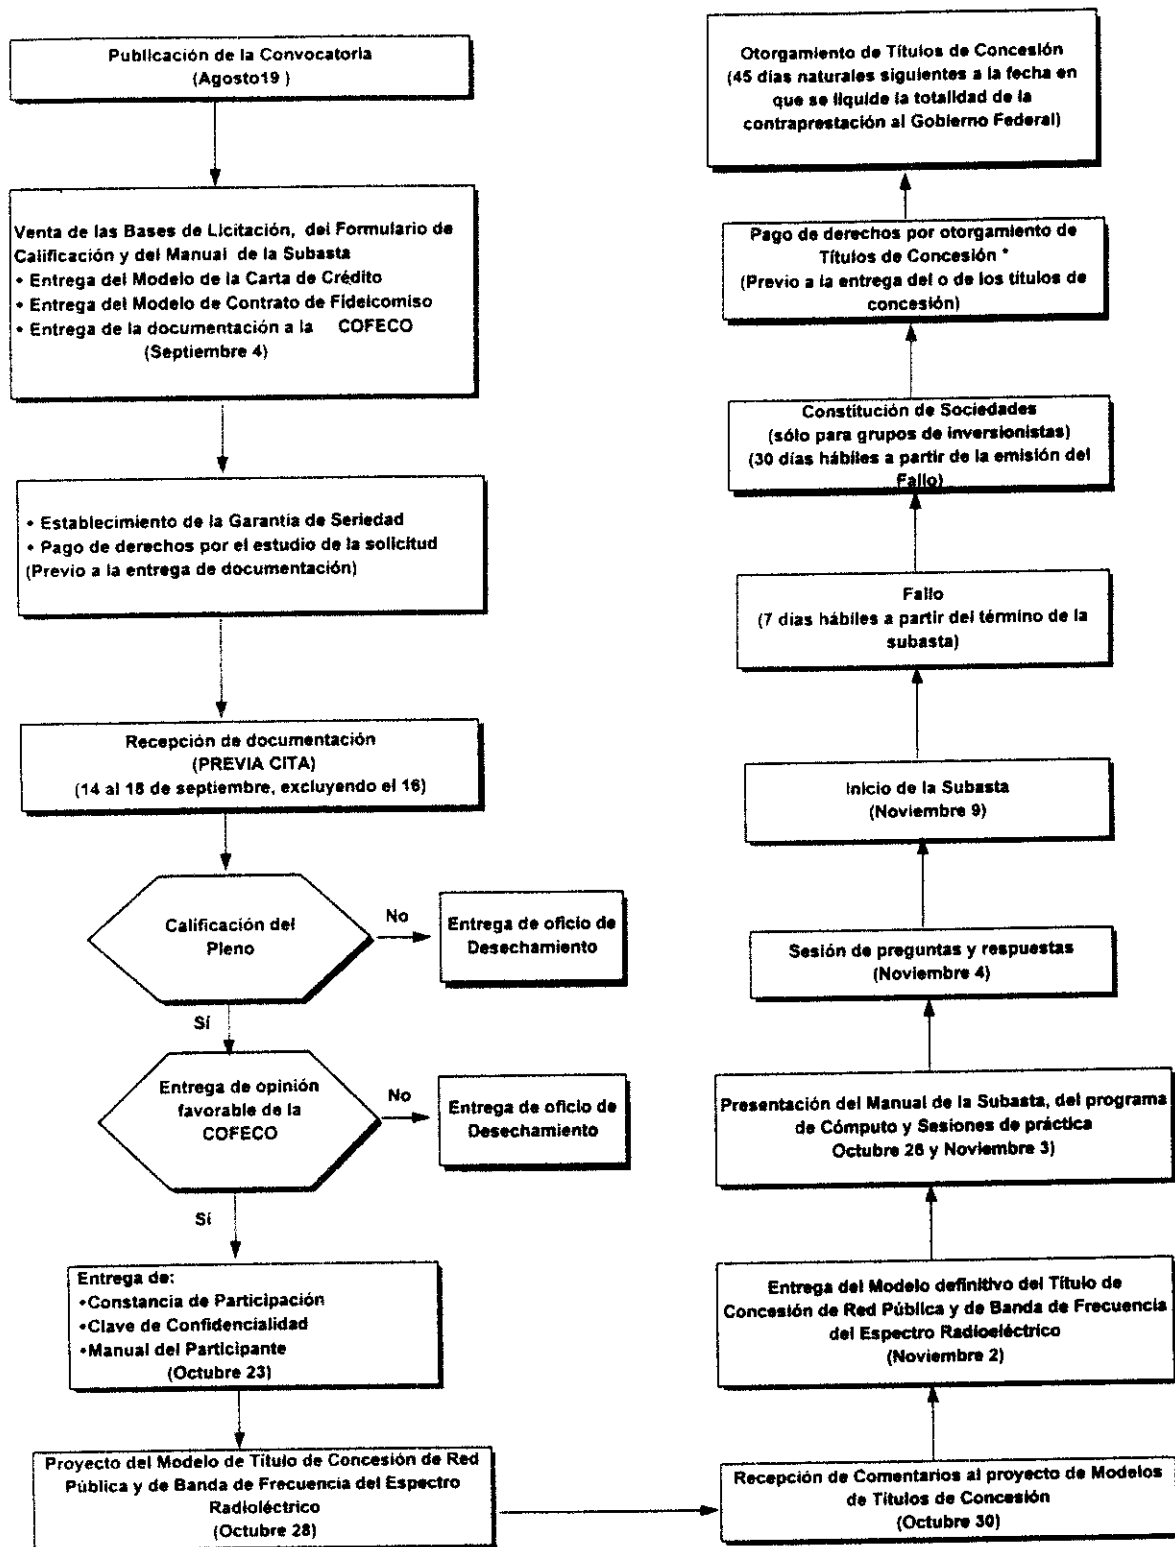 Publicación de la Convocatoria
(Agosto19 )
Venta de las Bases de Licitación, del Formulario de
Calificación y del Manual de la Subasta
• Entrega del Modelo de la Carta de Crédito
• Entrega del Modelo de Contrato de Fideicomiso
• Entrega de la documentación a la COFECO
(Septiembre 4)
• Establecimiento de la Garantía de Seriedad
• Pago de derechos por el estudio de la solicitud
(Previo a la entrega de documentación)
Recepción de documentación
(PREVIA CITA)
(14 al 18 de septiembre, excluyendo el 16)
Calificación del
Pleno
No
Entrega de oficio de
Desechamiento
Sí
Entrega de opinión
favorable de la
COFECO
No
Entrega de oficio de
Desechamiento
Sí
Entrega de:
•Constancia de Participación
•Clave de Confidencialidad
•Manual del Participante
(Octubre 23)
Proyecto del Modelo de Título de Concesión de Red
Pública y de Banda de Frecuencia del Espectro
Radioléctrico
(Octubre 28)
Recepción de Comentarios al proyecto de Modelos
de Títulos de Concesión
(Octubre 30)
Entrega del Modelo definitivo del Título de
Concesión de Red Pública y de Banda de Frecuencia
del Espectro Radioeléctrico
(Noviembre 2)
Presentación del Manual de la Subasta, del programa
de Cómputo y Sesiones de práctica
Octubre 26 y Noviembre 3)
Sesión de preguntas y respuestas
(Noviembre 4)
Inicio de la Subasta
(Noviembre 9)
Fallo
(7 días hábiles a partir del término de la
subasta)
Constitución de Sociedades
(sólo para grupos de inversionistas)
(30 días hábiles a partir de la emisión del
Fallo)
Pago de derechos por otorgamiento de
Títulos de Concesión *
(Previo a la entrega del o de los títulos de
concesión)
Otorgamiento de Títulos de Concesión
(45 días naturales siguientes a la fecha en
que se liquide la totalidad de la
contraprestación al Gobierno Federal)